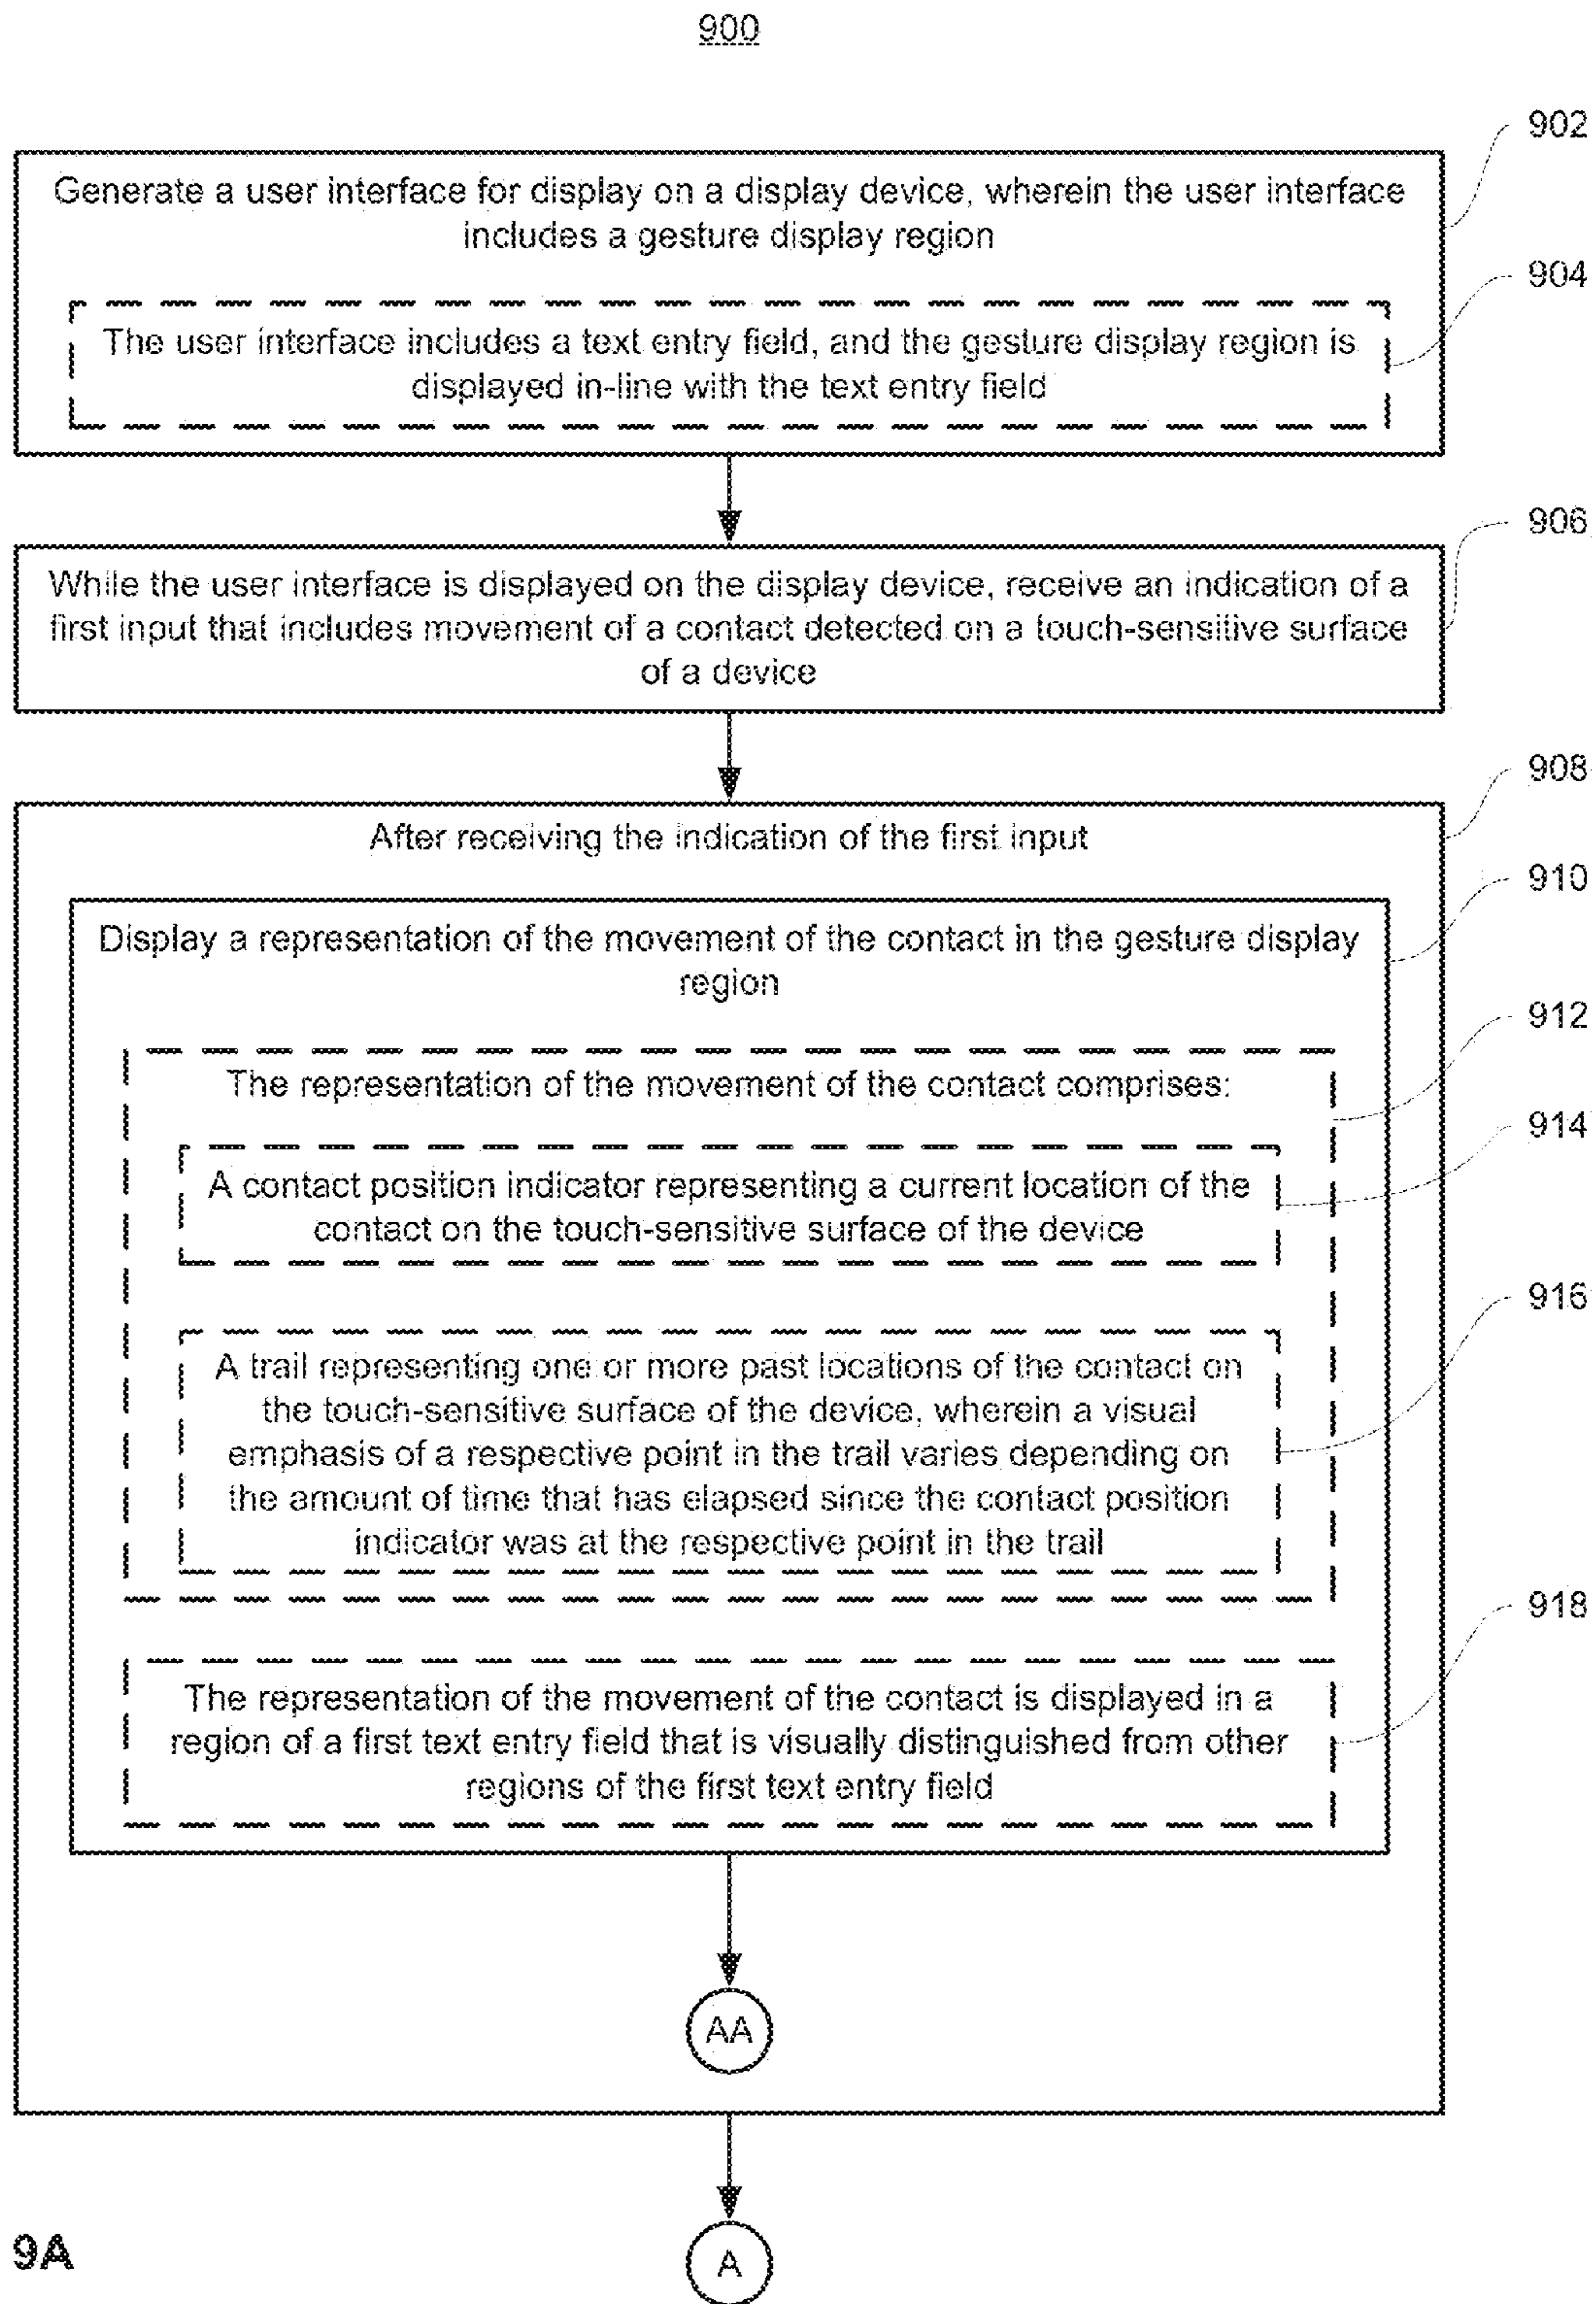 900
902
Generate a user interface for display on a display device, wherein the user interface
includes a gesture display region
904
The user interface includes a text entry field, and the gesture display region is
displayed in-line with the text entry field
906
While the user interface is displayed on the display device, receive an indication of a
first input that includes movement of a contact detected on a touch-sensitive surface
of a device
908
After receiving the indication of the first input
910
Display a representation of the movement of the contact in the gesture display
region
912
The representation of the movement of the contact comprises:
914
A contact position indicator representing a current location of the
contact on the touch-sensitive surface of the device
916
A trail representing one or more past locations of the contact on
the touch-sensitive surface of the device, wherein a visual
emphasis of a respective point in the trail varies depending on
the amount of time that has elapsed since the contact position
indicator was at the respective point in the trail
918
The representation of the movement of the contact is displayed in a
region of a first text entry field that is visually distinguished from other
regions of the first text entry field
AA
9A
A